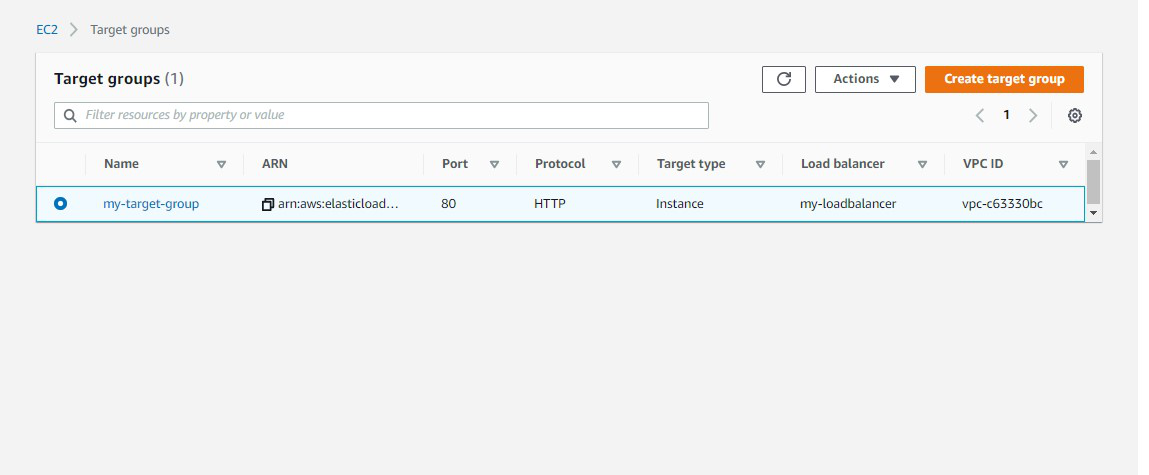 EC2 > Target groups
Target groups (1)
Actions
Create target group
Filter resources by property or value
1
Name ARN Port Protocol Target type Load balancer VPC ID
my-target-group arn:aws:elasticload... 80 HTTP Instance my-loadbalancer vpc-c63330bc